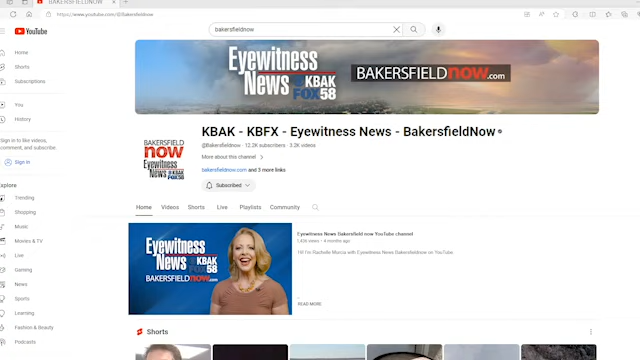 BAKERSFIELDNOW
https://www.youtube.com/@Bakersfieldnow
YouTube
bakersfieldnow
Home
Shorts
Subscriptions
You
History
Sign in to like videos,
comment, and subscribe.
Sign in
Explore
Trending
Shopping
Music
Movies & TV
Live
Gaming
News
Sports
Learning
Fashion & Beauty
Podcasts
Eyewitness
News KBAK
FOX58
BAKERSFIELDnow.com
BAKERSFIELD
now
Eyewitness
News KBAK
FOX58
KBAK - KBFX - Eyewitness News - BakersfieldNow
@Bakersfieldnow · 12.2K subscribers · 3.2K videos
More about this channel
bakersfieldnow.com and 3 more links
Subscribed
Home Videos Shorts Live Playlists Community
Eyewitness
News KBAK
FOX58
BAKERSFIELDnow.com
Eyewitness News Bakersfield now YouTube channel
views · 4 months ago
Hi! I'm Rachelle Murcia with Eyewitness News Bakersfieldnow on YouTube.
READ MORE
Shorts